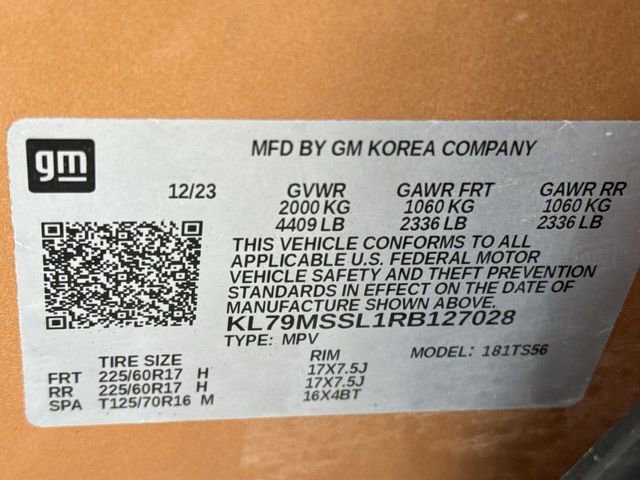 gm
MFD BY GM KOREA COMPANY
12/23 GVWR GAWR FRT GAWR RR
2000 KG 1060 KG 1060 KG
4409 LB 2336 LB 2336 LB
THIS VEHICLE CONFORMS TO ALL
APPLICABLE U.S. FEDERAL MOTOR
VEHICLE SAFETY AND THEFT PREVENTION
STANDARDS IN EFFECT ON THE DATE OF
MANUFACTURE SHOWN ABOVE.
KL79MSSL1RB127028
TYPE: MPV MODEL: 181TS56
TIRE SIZE RIM
FRT 225/60R17 H 17X7.5J
RR 225/60R17 H 17X7.5J
SPA T125/70R16 M 16X4BT